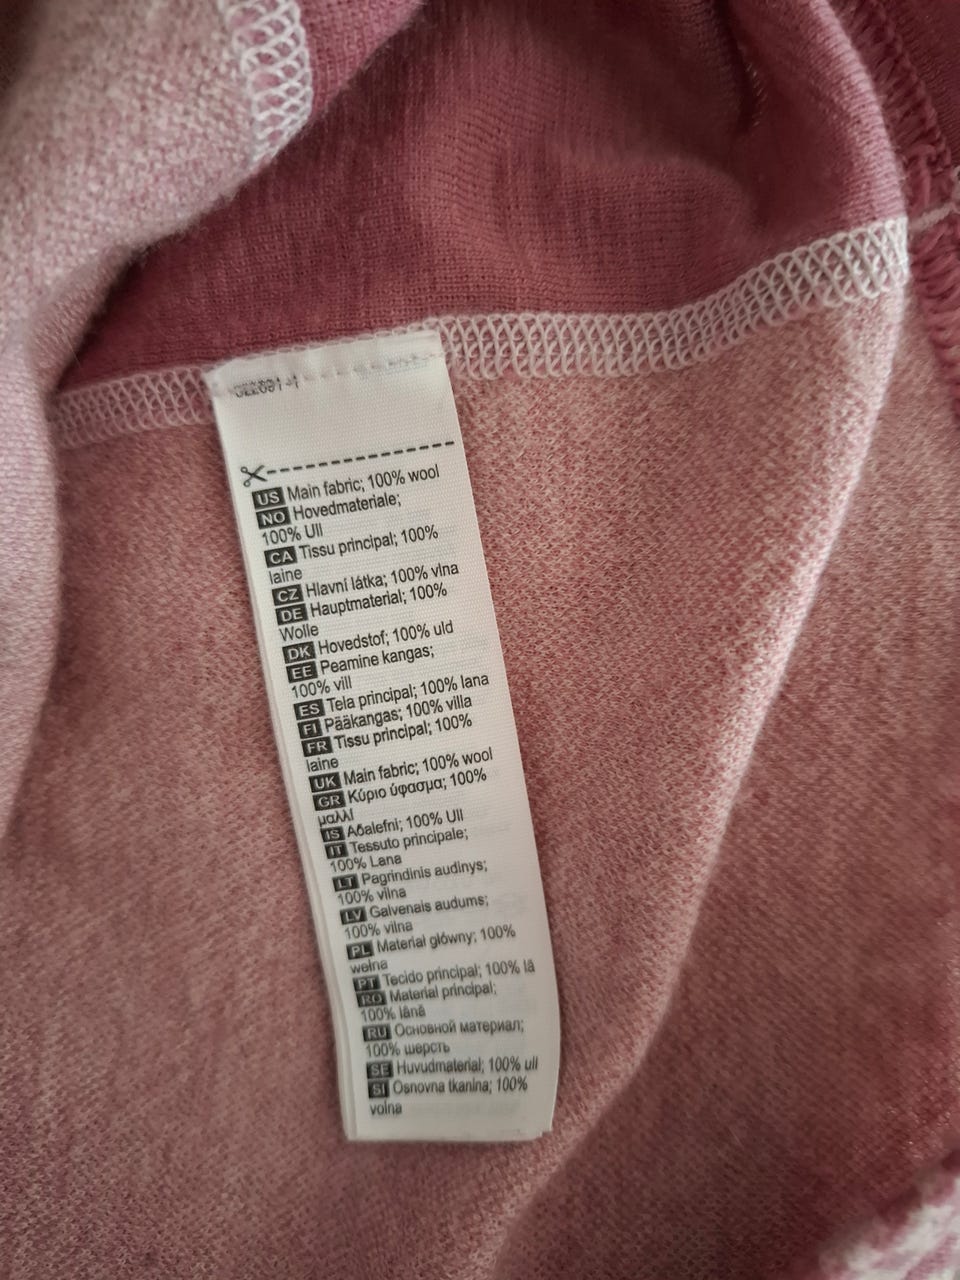 US Main fabric; 100% wool
NO Hovedmateriale;
100% Ull
CA Tissu principal; 100%
laine
CZ Hlavní látka; 100% vlna
DE Hauptmaterial; 100%
Wolle
DK Hovedstof; 100% uld
EE Peamine kangas;
100% vill
ES Tela principal; 100% lana
FI Pääkangas; 100% villa
FR Tissu principal; 100%
laine
UK Main fabric; 100% wool
GR Κύριο ύφασμα; 100%
μαλλί
IS Aðalefni; 100% Ull
IT Tessuto principale;
100% Lana
LT Pagrindinis audinys;
100% vilna
LV Galvenais audums;
100% vilna
PL Materiał główny; 100%
wełna
PT Tecido principal; 100% lã
RO Material principal;
100% lână
RU Основной материал;
100% шерсть
SE Huvudmaterial; 100% ull
SI Osnovna tkanina; 100%
volna